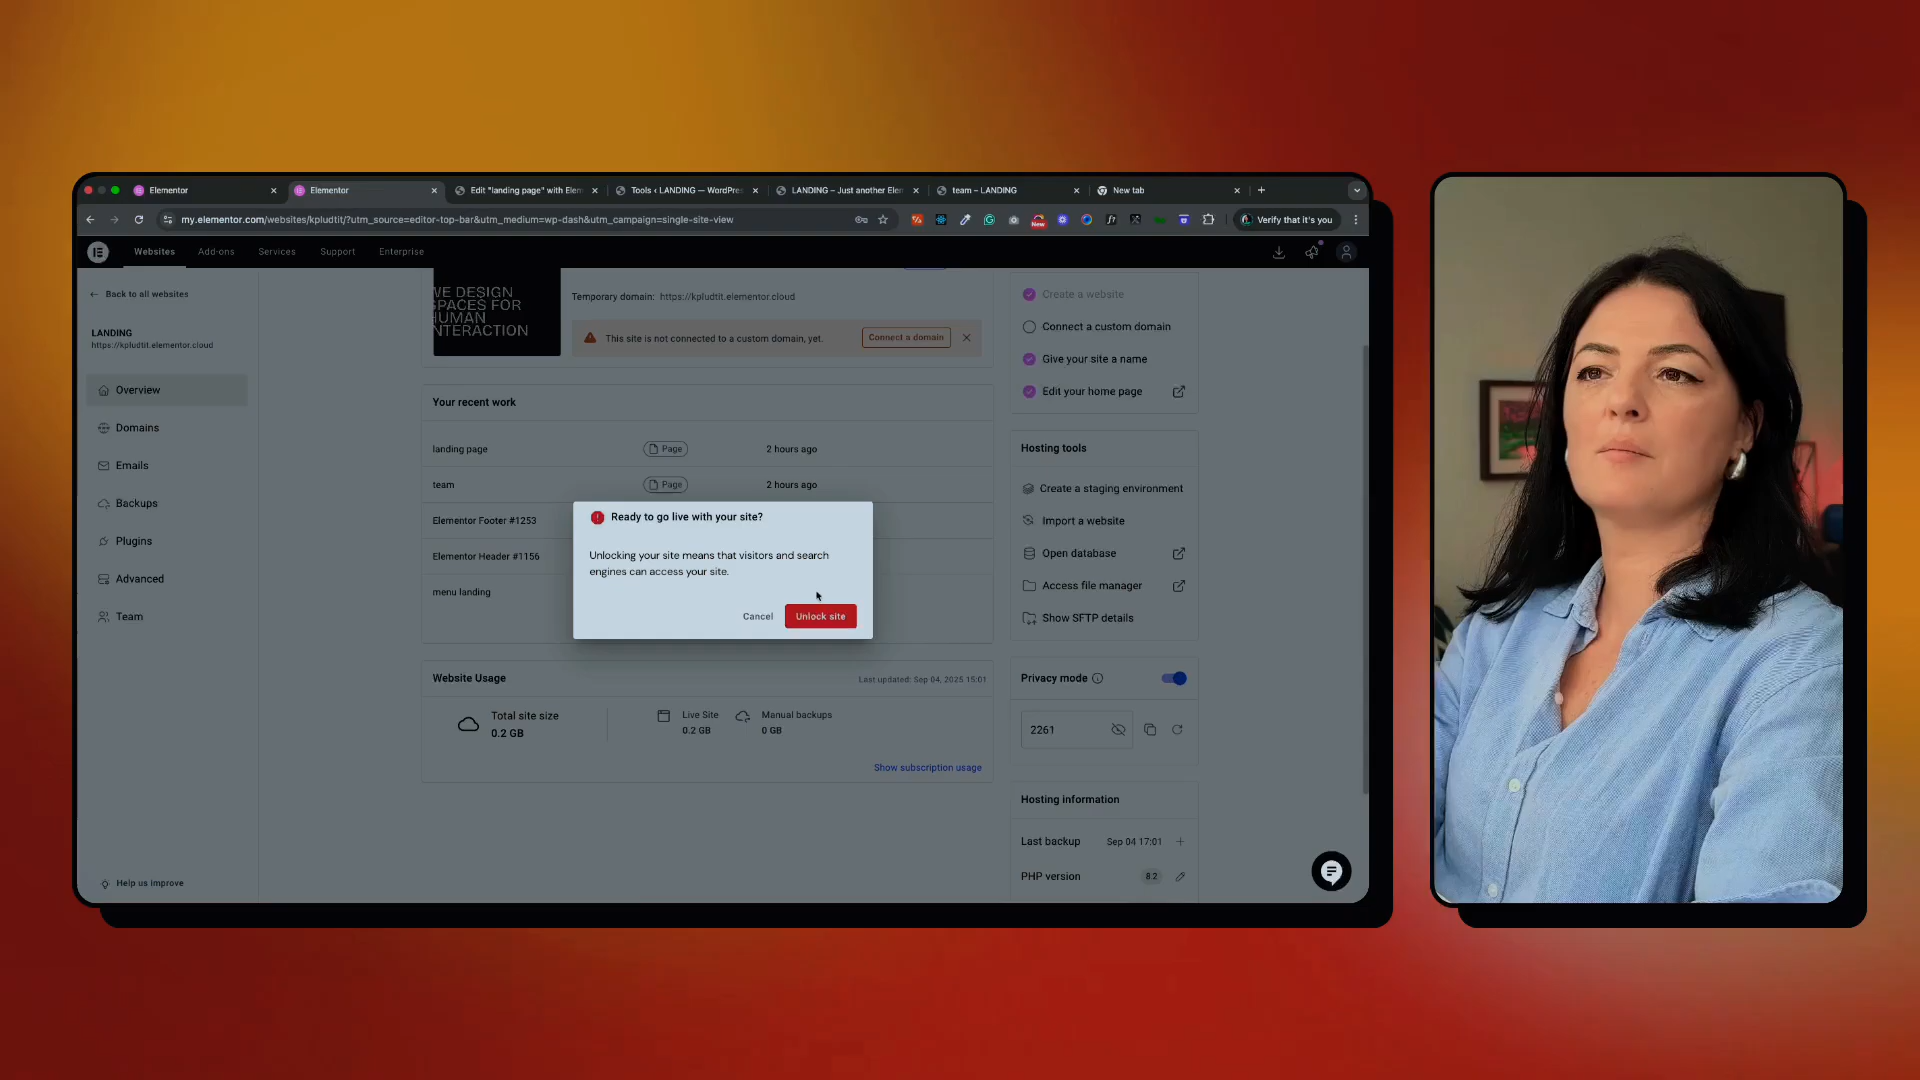 Elementor
Elementor
Edit "landing page" with Elem
Tools ‹ LANDING — WordPres
LANDING – Just another Elem
team – LANDING
New tab
my.elementor.com/websites/kpludtit/?utm_source=editor-top-bar&utm_medium=wp-dash&utm_campaign=single-site-view
New
Verify that it's you
Websites
Add-ons
Services
Support
Enterprise
Back to all websites
LANDING
https://kpludtit.elementor.cloud
Overview
Domains
Emails
Backups
Plugins
Advanced
Team
Help us improve
WE DESIGN
SPACES FOR
HUMAN
INTERACTION
Temporary domain: https://kpludtit.elementor.cloud
This site is not connected to a custom domain, yet.
Connect a domain
Your recent work
landing page
Page
2 hours ago
team
Page
2 hours ago
Elementor Footer #1253
Elementor Header #1156
menu landing
Ready to go live with your site?
Unlocking your site means that visitors and search
engines can access your site.
Cancel
Unlock site
Website Usage
Last updated: Sep 04, 2025 15:01
Total site size
0.2 GB
Live Site
0.2 GB
Manual backups
0 GB
Show subscription usage
Create a website
Connect a custom domain
Give your site a name
Edit your home page
Hosting tools
Create a staging environment
Import a website
Open database
Access file manager
Show SFTP details
Privacy mode
2261
Hosting information
Last backup
Sep 04 17:01
PHP version
8.2